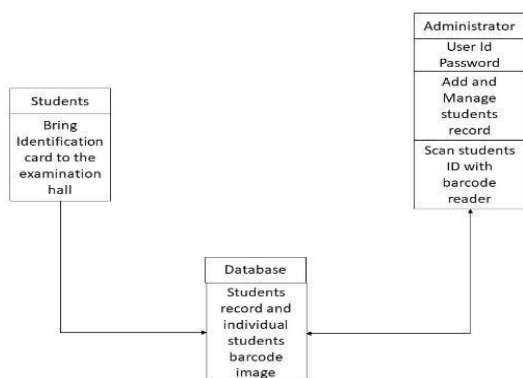 Administrator
User Id
Password
Add and
Manage
students
record
Scan students
ID with
barcode
reader
Students
Bring
Identification
card to the
examination
hall
Database
Students
record and
individual
students
barcode
image